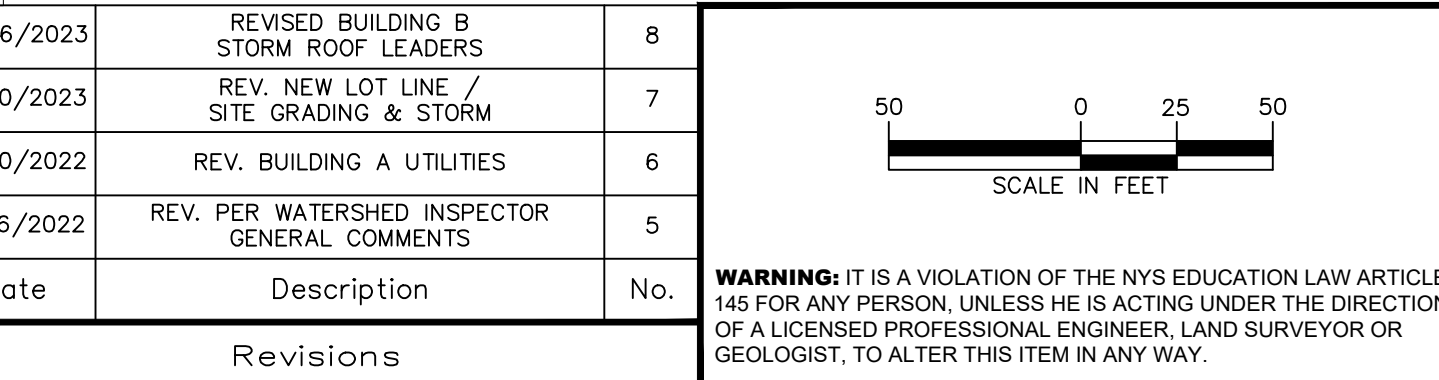 6/2023
REVISED BUILDING B
STORM ROOF LEADERS
8
0/2023
REV. NEW LOT LINE /
SITE GRADING & STORM
7
0/2022
REV. BUILDING A UTILITIES
6
6/2022
REV. PER WATERSHED INSPECTOR
GENERAL COMMENTS
5
ate
Description
No.
Revisions
50 0 25 50
SCALE IN FEET
WARNING: IT IS A VIOLATION OF THE NYS EDUCATION LAW ARTICLE
145 FOR ANY PERSON, UNLESS HE IS ACTING UNDER THE DIRECTION
OF A LICENSED PROFESSIONAL ENGINEER, LAND SURVEYOR OR
GEOLOGIST, TO ALTER THIS ITEM IN ANY WAY.